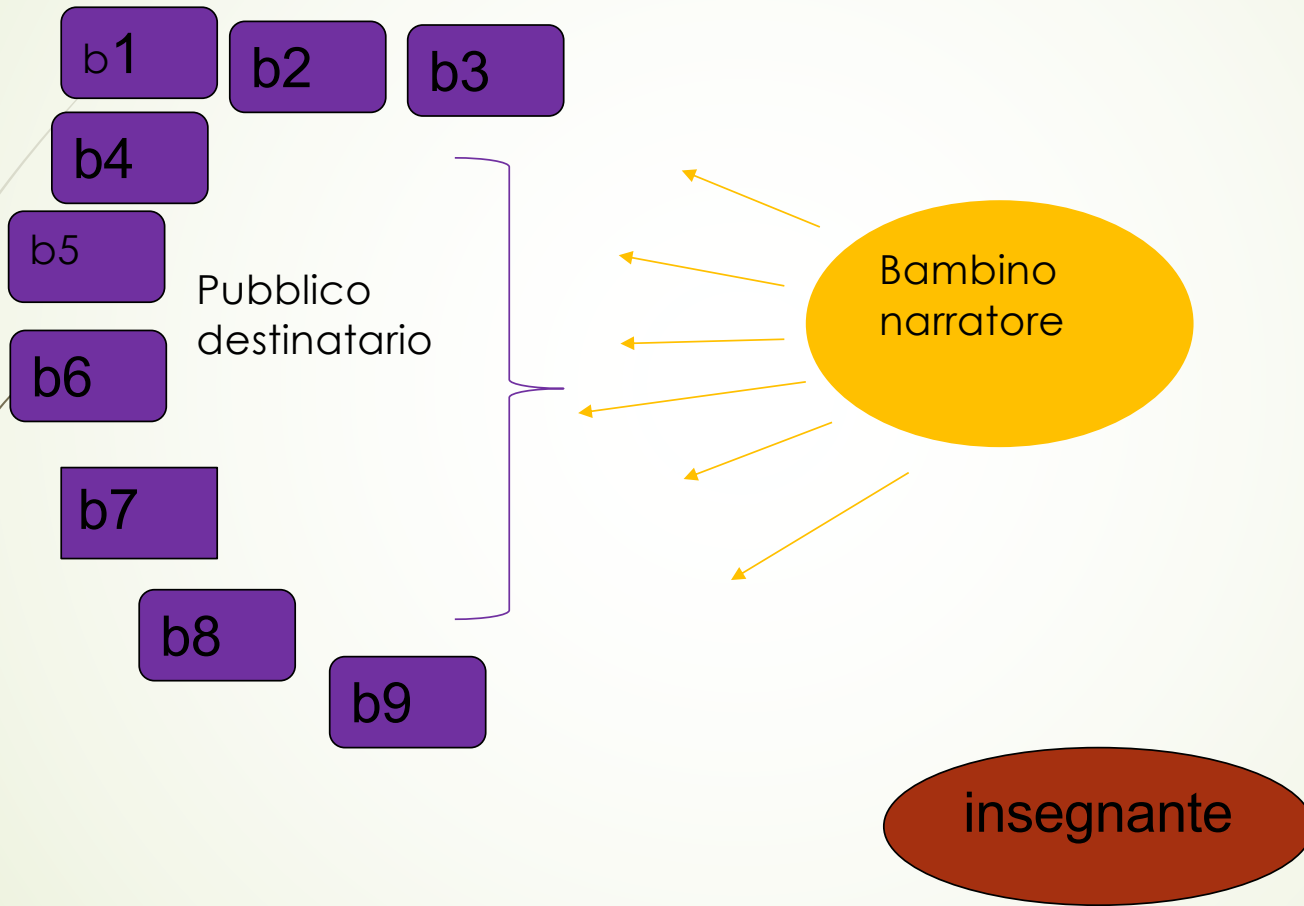 b1
b2
b3
b4
b5
b6
b7
b8
b9
Pubblico
destinatario
Bambino
narratore
insegnante